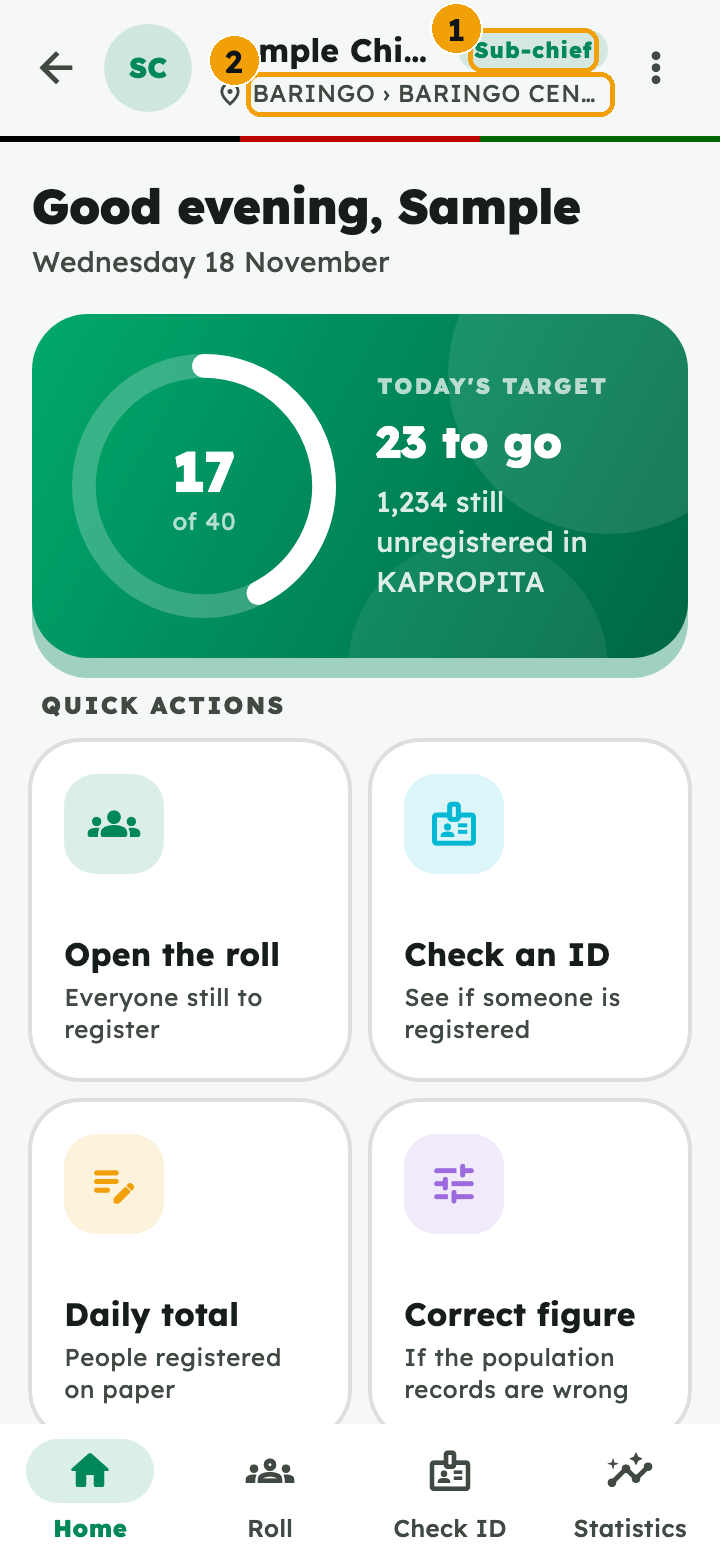 1
SC
2
mple Chi...
Sub-chief
BARINGO › BARINGO CEN...
Good evening, Sample
Wednesday 18 November
17
of 40
TODAY'S TARGET
23 to go
1,234 still
unregistered in
KAPROPITA
QUICK ACTIONS
Open the roll
Everyone still to
register
Check an ID
See if someone is
registered
Daily total
People registered
on paper
Correct figure
If the population
records are wrong
Home
Roll
Check ID
Statistics